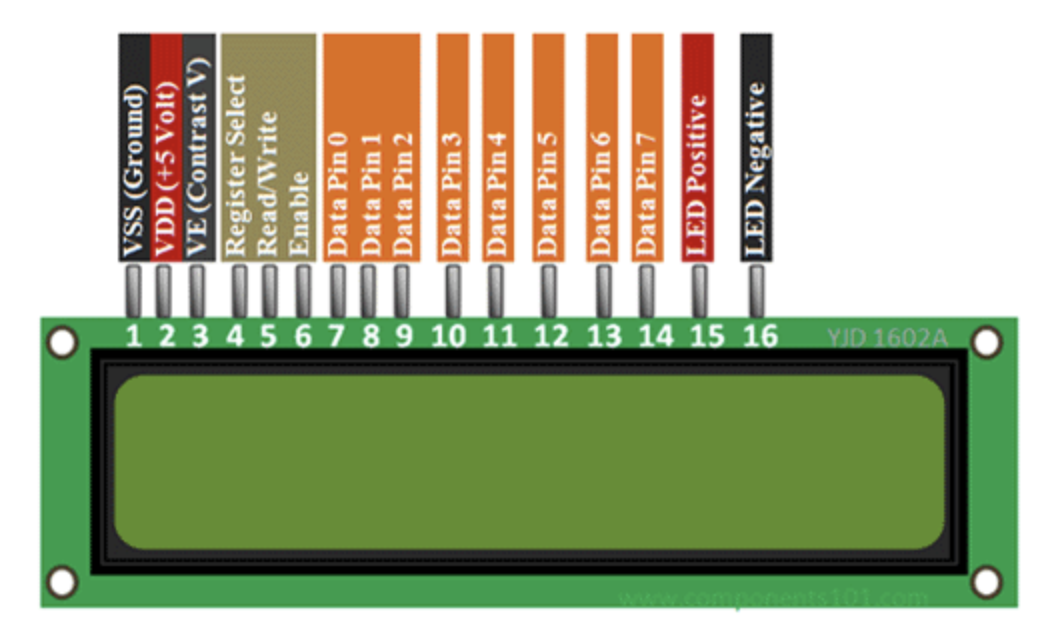 VSS (Ground)
VDD (+5 Volt)
VE (Contrast V)
Register Select
Read/Write
Enable
Data Pin 0
Data Pin 1
Data Pin 2
Data Pin 3
Data Pin 4
Data Pin 5
Data Pin 6
Data Pin 7
LED Positive
LED Negative
1 2 3 4 5 6 7 8 9 10 11 12 13 14 15 16 YJD 1602A
www.components101.com